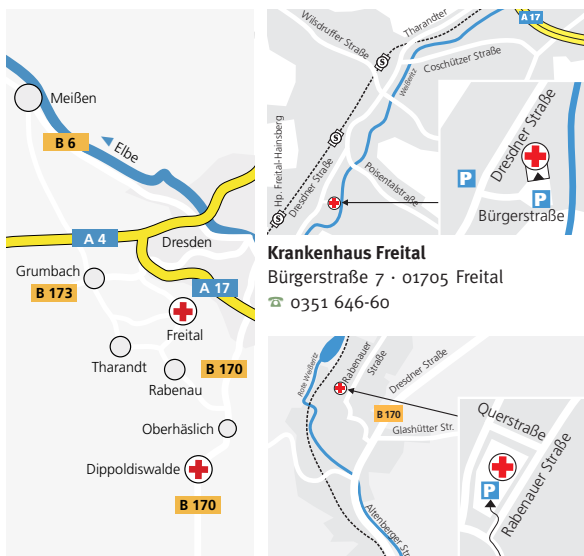 Meißen
B 6
Elbe
A 4
Dresden
Grumbach
B 173
A 17
Freital
Tharandt
B 170
Rabenau
Oberhäslich
Dippoldiswalde
B 170
Wilsdruffer Straße
Tharandter
A 17
S
Coschützer Straße
Weißeritz
S
Hp. Freital-Hainsberg
Dresdner Straße
Poisentalstraße
S
Dresdner Straße
P
P
Bürgerstraße
Krankenhaus Freital
Bürgerstraße 7 · 01705 Freital
☎ 0351 646-60
Rote Weißeritz
Rabenauer
Straße
Dresdner Straße
B 170
Glashütter Str.
Altenberger Straße
Querstraße
P
Rabenauer Straße